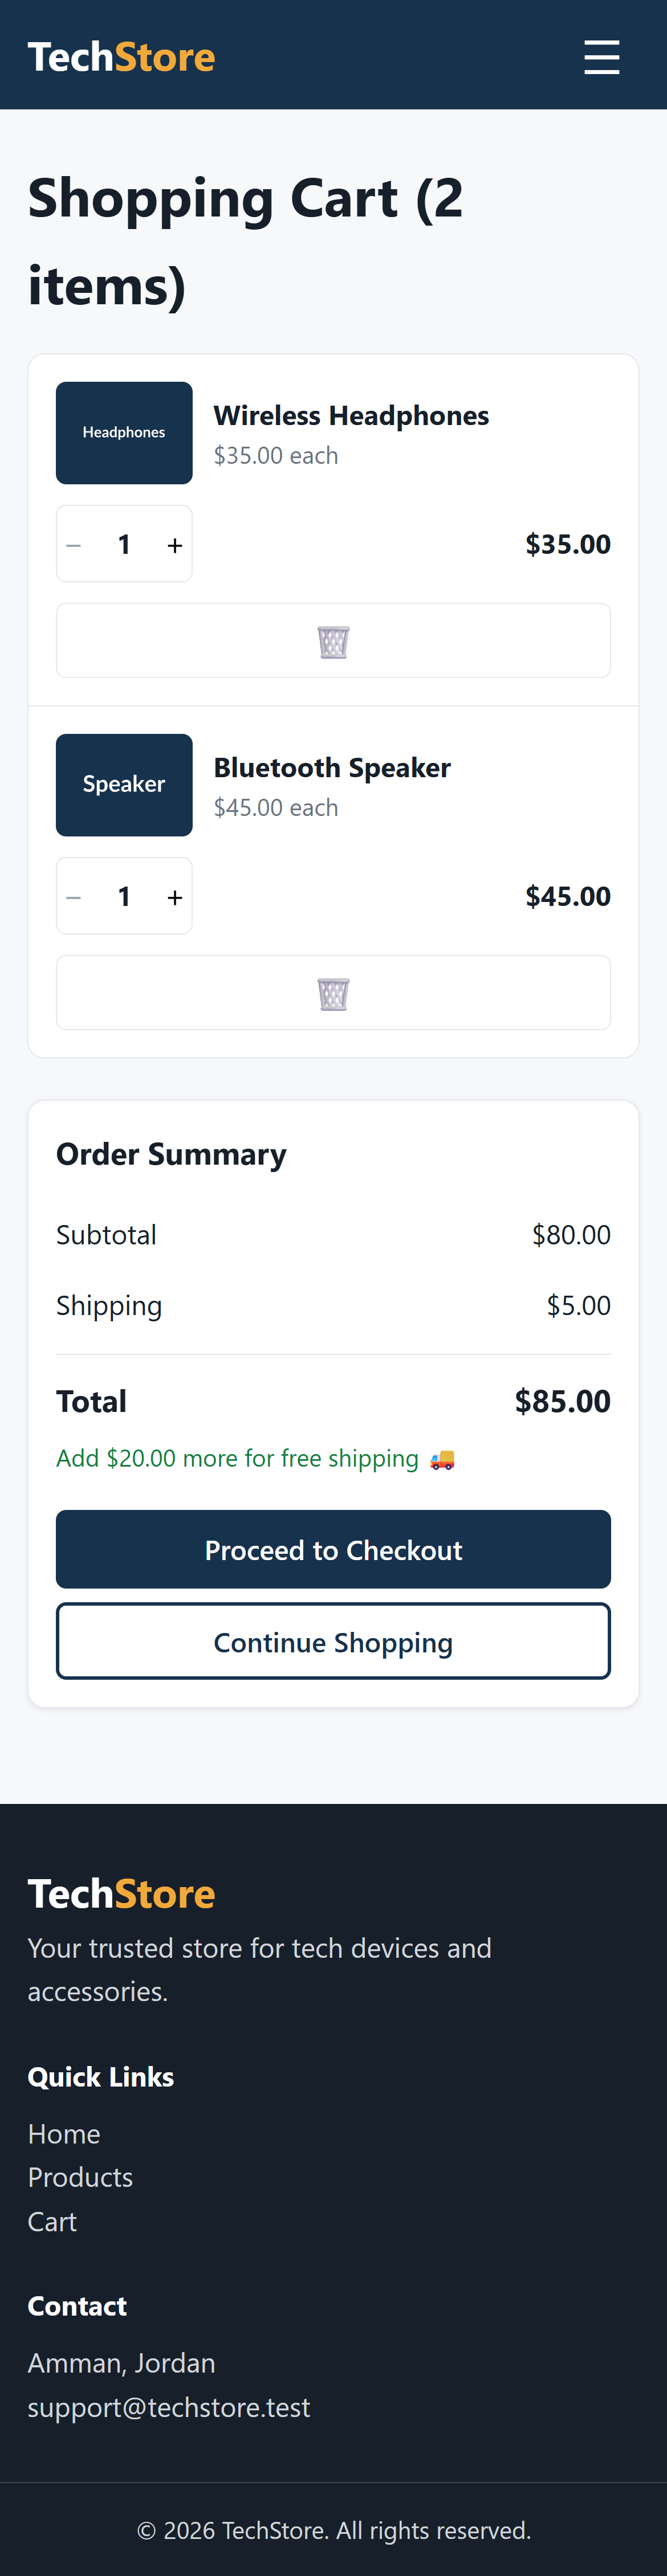 TechStore
Shopping Cart (2
items)
Headphones
Wireless Headphones
$35.00 each
− 1 + $35.00
Speaker
Bluetooth Speaker
$45.00 each
− 1 + $45.00
Order Summary
Subtotal $80.00
Shipping $5.00
Total $85.00
Add $20.00 more for free shipping 🚚
Proceed to Checkout
Continue Shopping
TechStore
Your trusted store for tech devices and
accessories.
Quick Links
Home
Products
Cart
Contact
Amman, Jordan
support@techstore.test
© 2026 TechStore. All rights reserved.